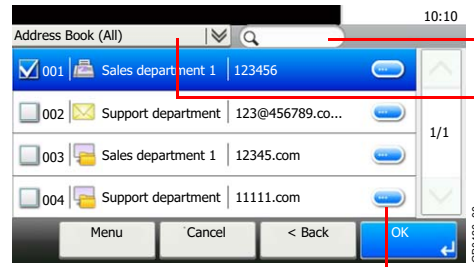 10:10
Address Book (All)
001 Sales department 1 123456
002 Support department 123@456789.co...
1/1
003 Sales department 1 12345.com
004 Support department 11111.com
Menu Cancel < Back OK